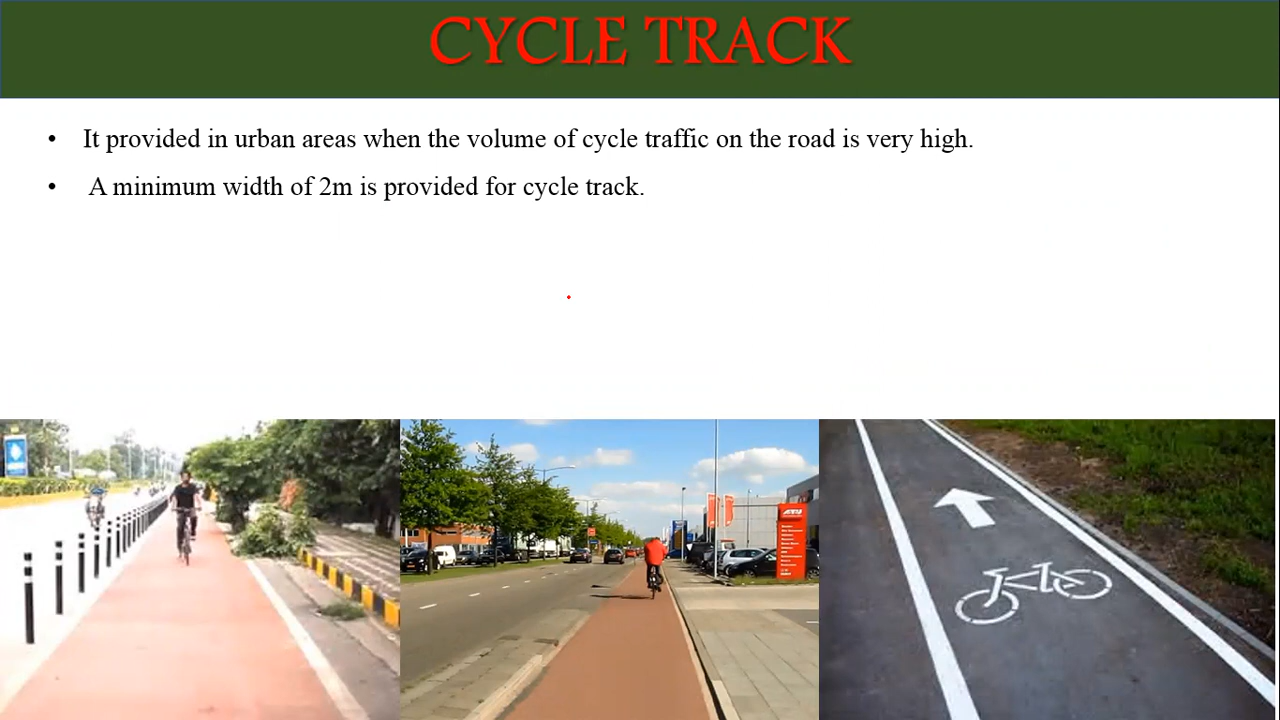 CYCLE TRACK
• It provided in urban areas when the volume of cycle traffic on the road is very high.
• A minimum width of 2m is provided for cycle track.